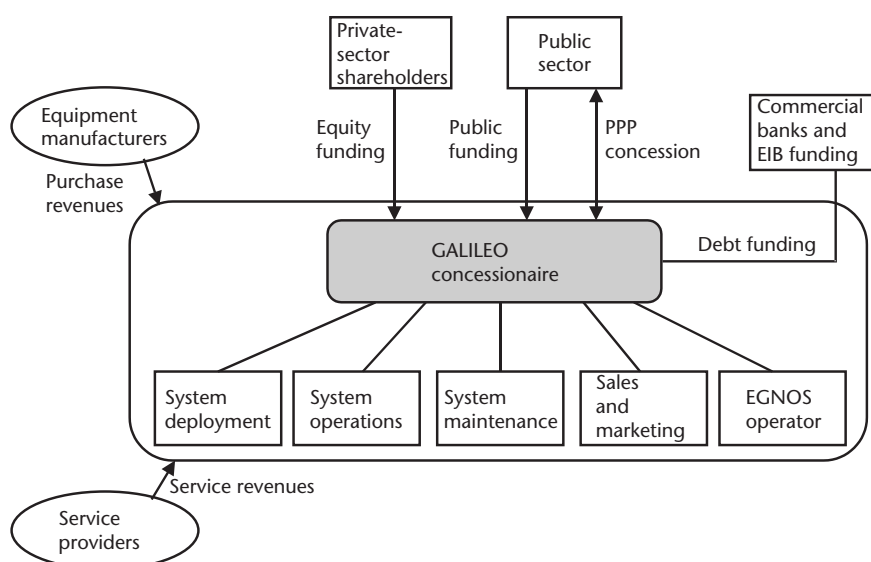 Private-
sector
shareholders
Public
sector
Equipment
manufacturers
Commercial
banks and
EIB funding
Equity
funding
Public
funding
PPP
concession
Purchase
revenues
GALILEO
concessionaire
Debt funding
System
deployment
System
operations
System
maintenance
Sales
and
marketing
EGNOS
operator
Service revenues
Service
providers